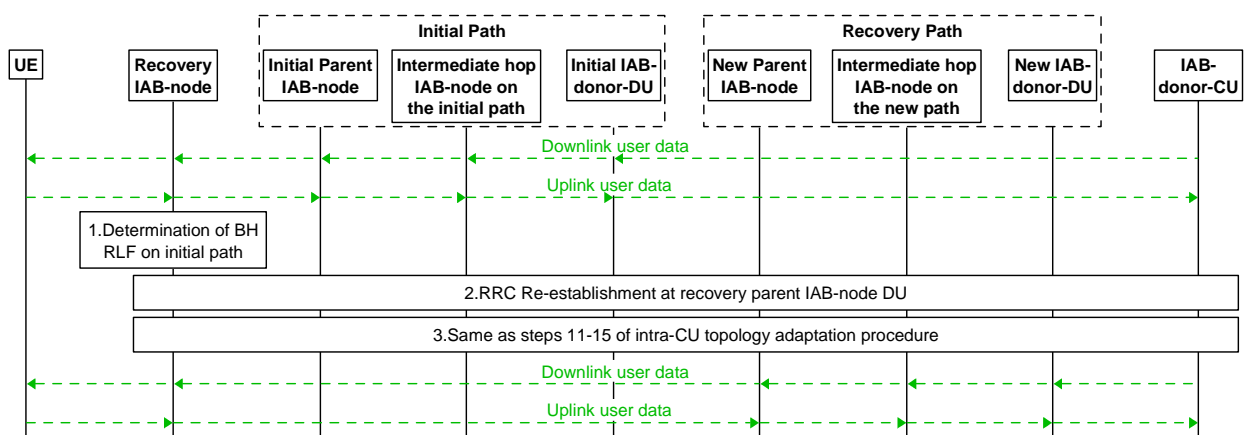 Initial Path
Recovery Path
UE
Recovery
IAB-node
Initial Parent
IAB-node
Intermediate hop
IAB-node on
the initial path
Initial IAB-
donor-DU
New Parent
IAB-node
Intermediate hop
IAB-node on
the new path
New IAB-
donor-DU
IAB-
donor-CU
Downlink user data
Uplink user data
1.Determination of BH
RLF on initial path
2.RRC Re-establishment at recovery parent IAB-node DU
3.Same as steps 11-15 of intra-CU topology adaptation procedure
Downlink user data
Uplink user data